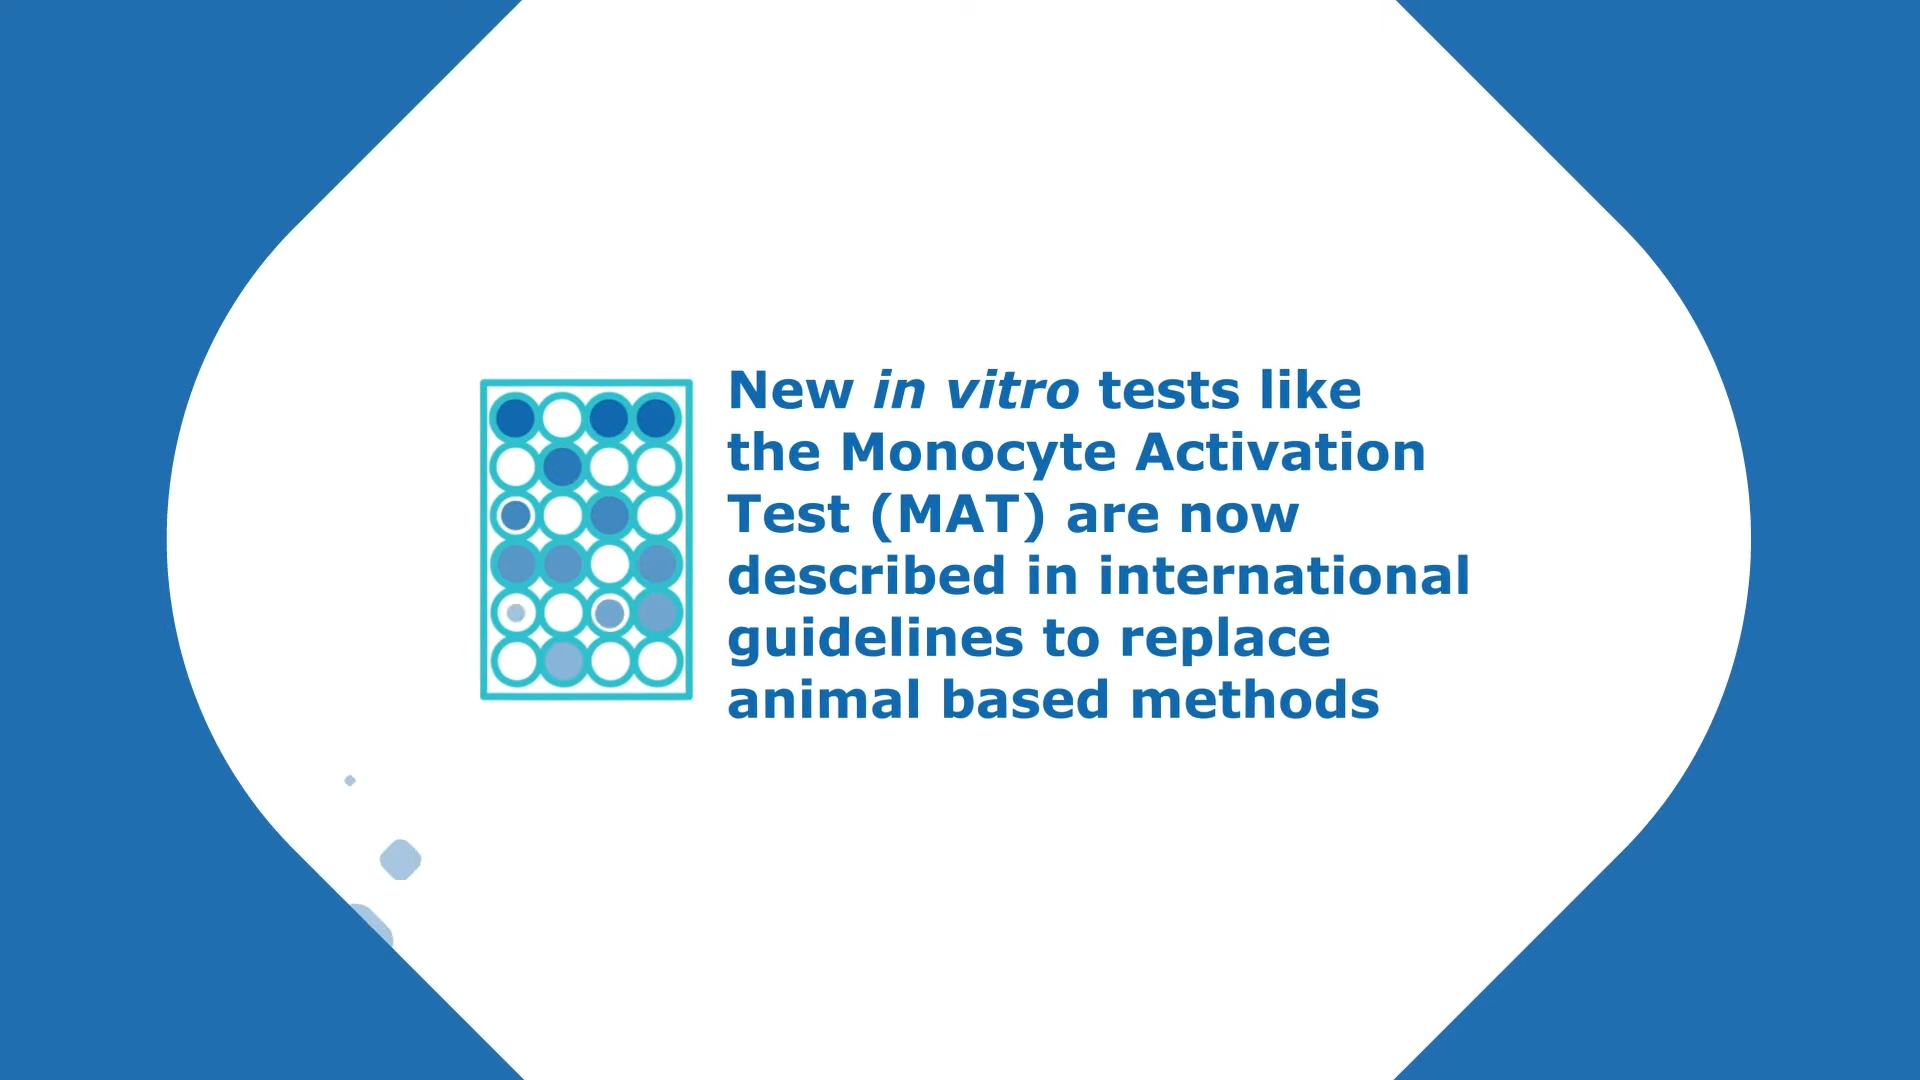 New in vitro tests like
the Monocyte Activation
Test (MAT) are now
described in international
guidelines to replace
animal based methods